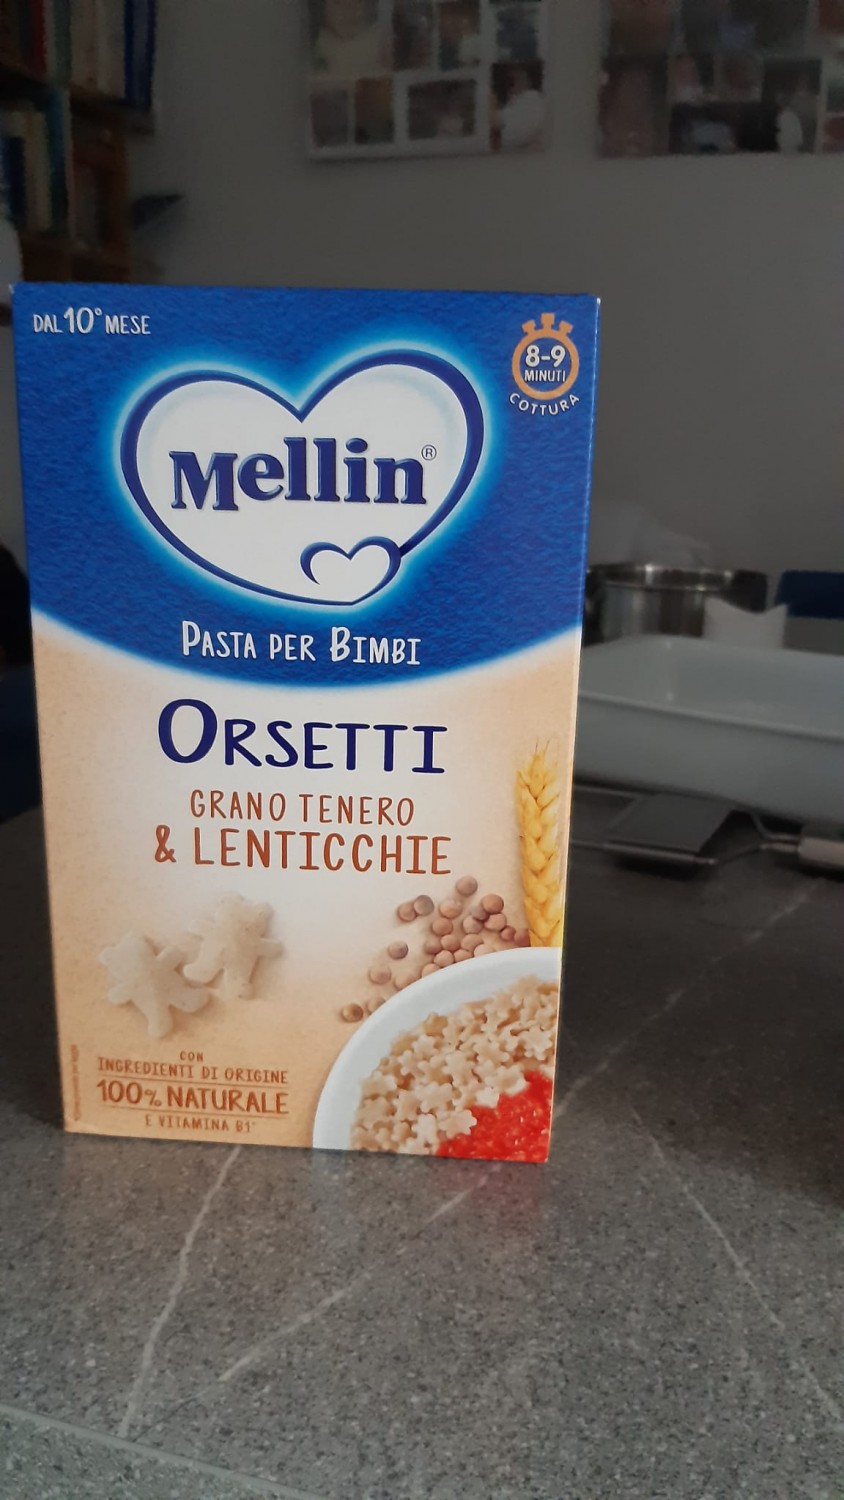 DAL 10° MESE
8-9
MINUTI
COTTURA
Mellin®
PASTA PER BIMBI
ORSETTI
GRANO TENERO
& LENTICCHIE
CON
INGREDIENTI DI ORIGINE
100% NATURALE
E VITAMINA B1*